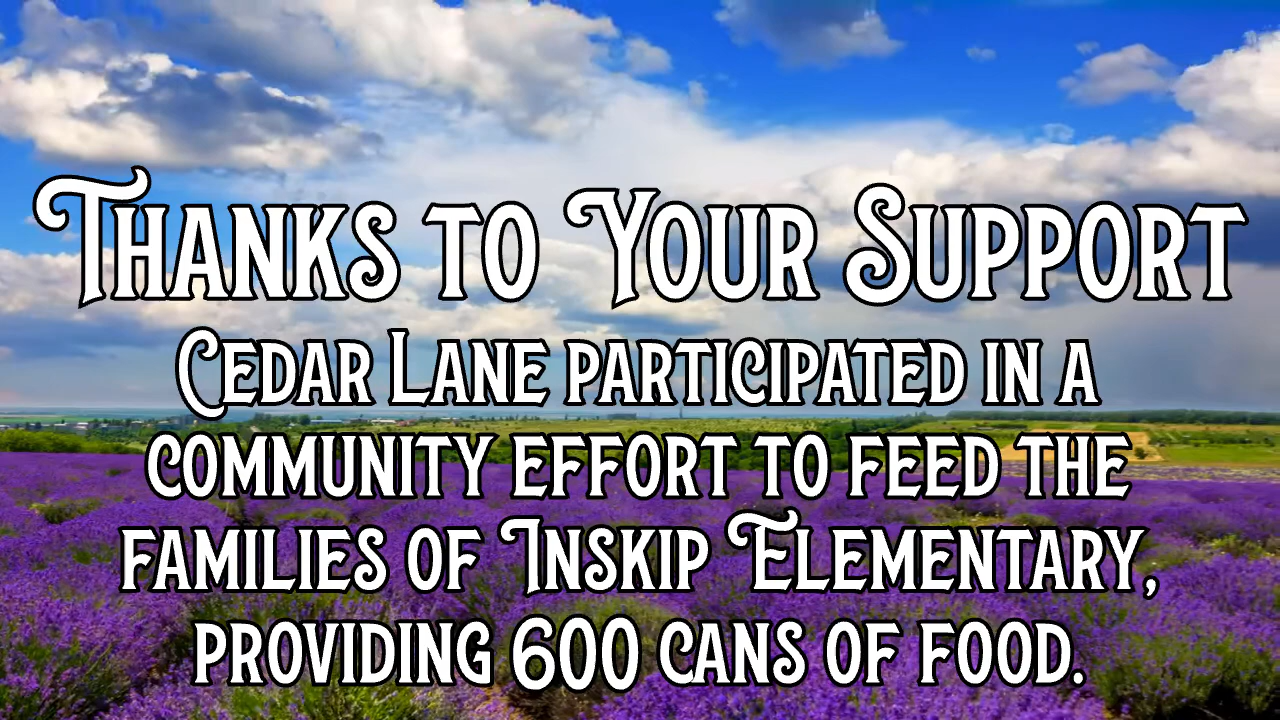 Thanks to Your Support
Cedar Lane participated in a
community effort to feed the
families of Inskip Elementary,
providing 600 cans of food.